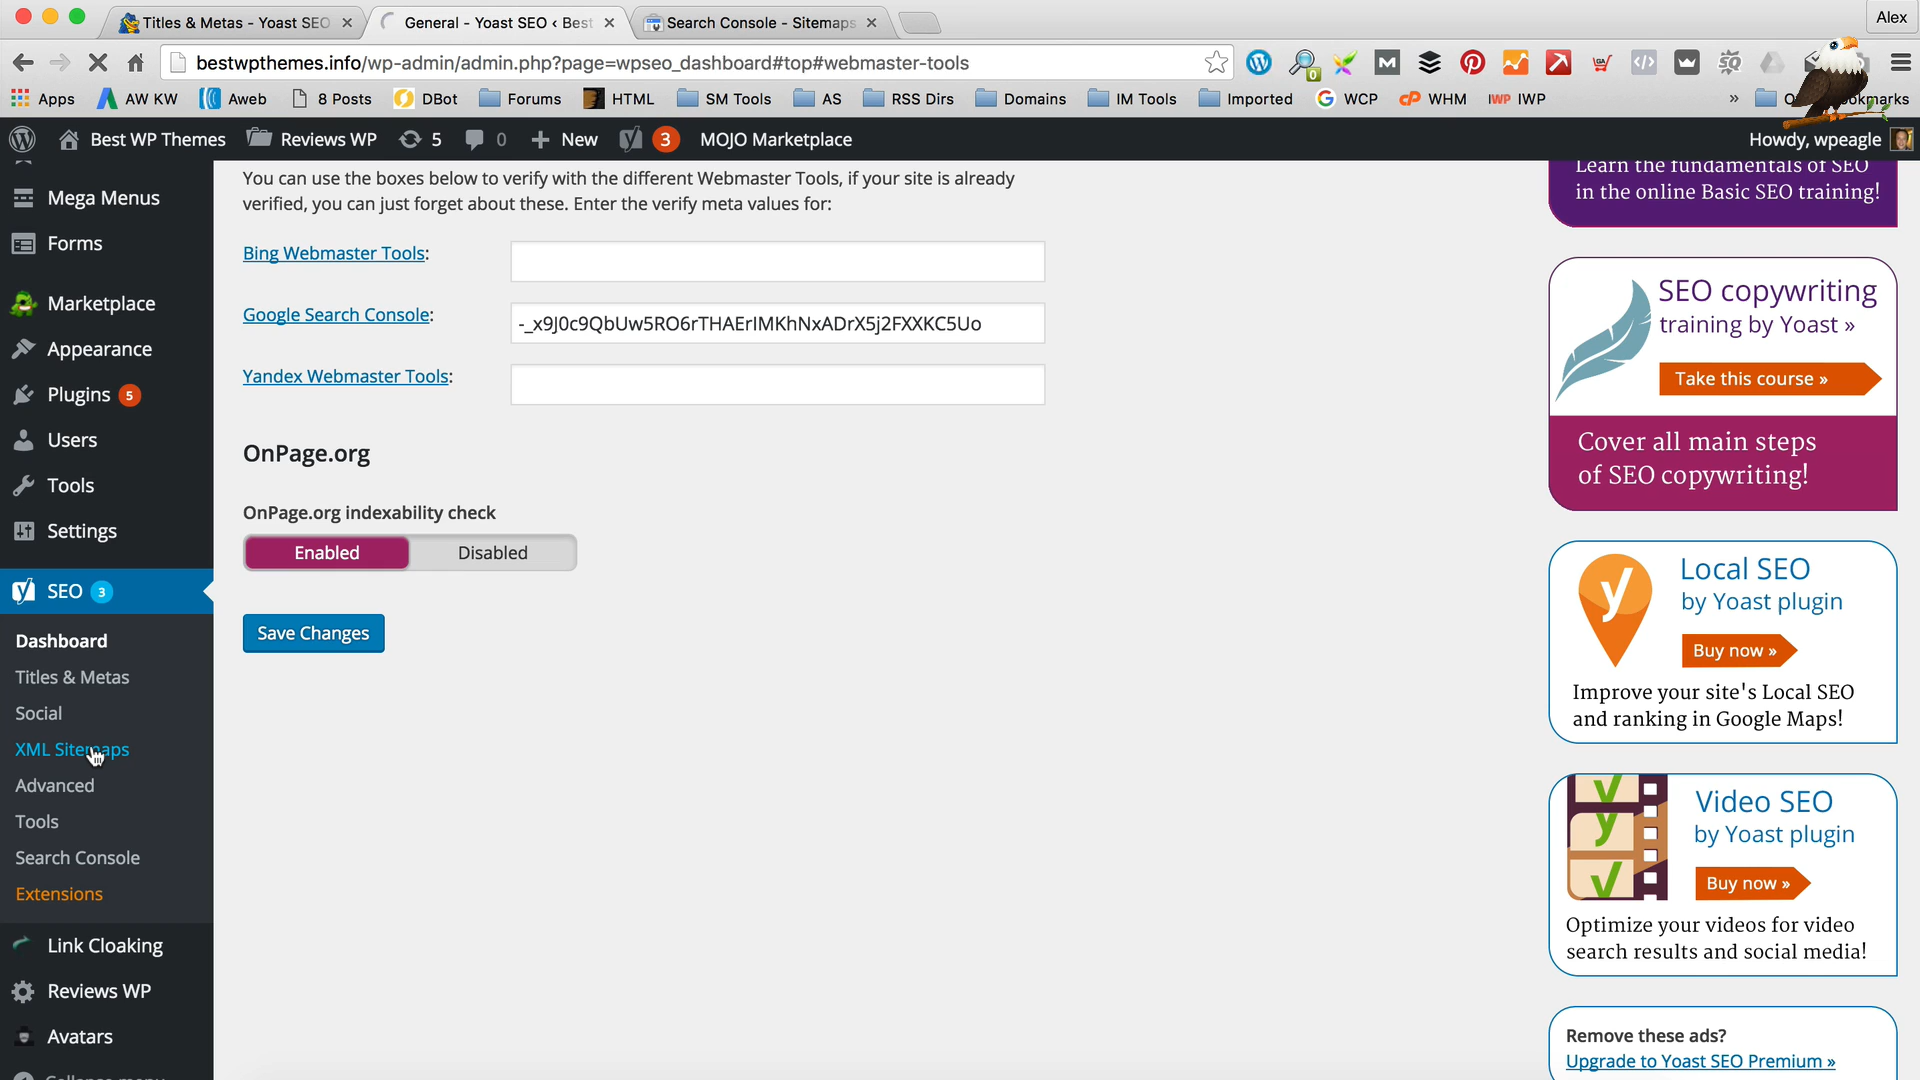 Titles & Metas - Yoast SEO
General - Yoast SEO ‹ Best
Search Console - Sitemaps
Alex
bestwpthemes.info/wp-admin/admin.php?page=wpseo_dashboard#top#webmaster-tools
0
Apps
AW KW
Aweb
8 Posts
DBot
Forums
HTML
SM Tools
AS
RSS Dirs
Domains
IM Tools
Imported
WCP
WHM
IWP
»
Best WP Themes
Reviews WP
5
0
New
3
MOJO Marketplace
Howdy, wpeagle
Mega Menus
Forms
Marketplace
Appearance
Plugins 5
Users
Tools
Settings
SEO 3
Dashboard
Titles & Metas
Social
XML Sitemaps
Advanced
Tools
Search Console
Extensions
Link Cloaking
Reviews WP
Avatars
Collapse menu
You can use the boxes below to verify with the different Webmaster Tools, if your site is already
verified, you can just forget about these. Enter the verify meta values for:
Bing Webmaster Tools:
Google Search Console:
-_x9J0c9QbUw5RO6rTHAErIMKhNxADrX5j2FXXKC5Uo
Yandex Webmaster Tools:
OnPage.org
OnPage.org indexability check
Enabled
Disabled
Save Changes
Learn the fundamentals of SEO
in the online Basic SEO training!
SEO copywriting
training by Yoast »
Take this course »
Cover all main steps
of SEO copywriting!
Local SEO
by Yoast plugin
Buy now »
Improve your site's Local SEO
and ranking in Google Maps!
Video SEO
by Yoast plugin
Buy now »
Optimize your videos for video
search results and social media!
Remove these ads?
Upgrade to Yoast SEO Premium »